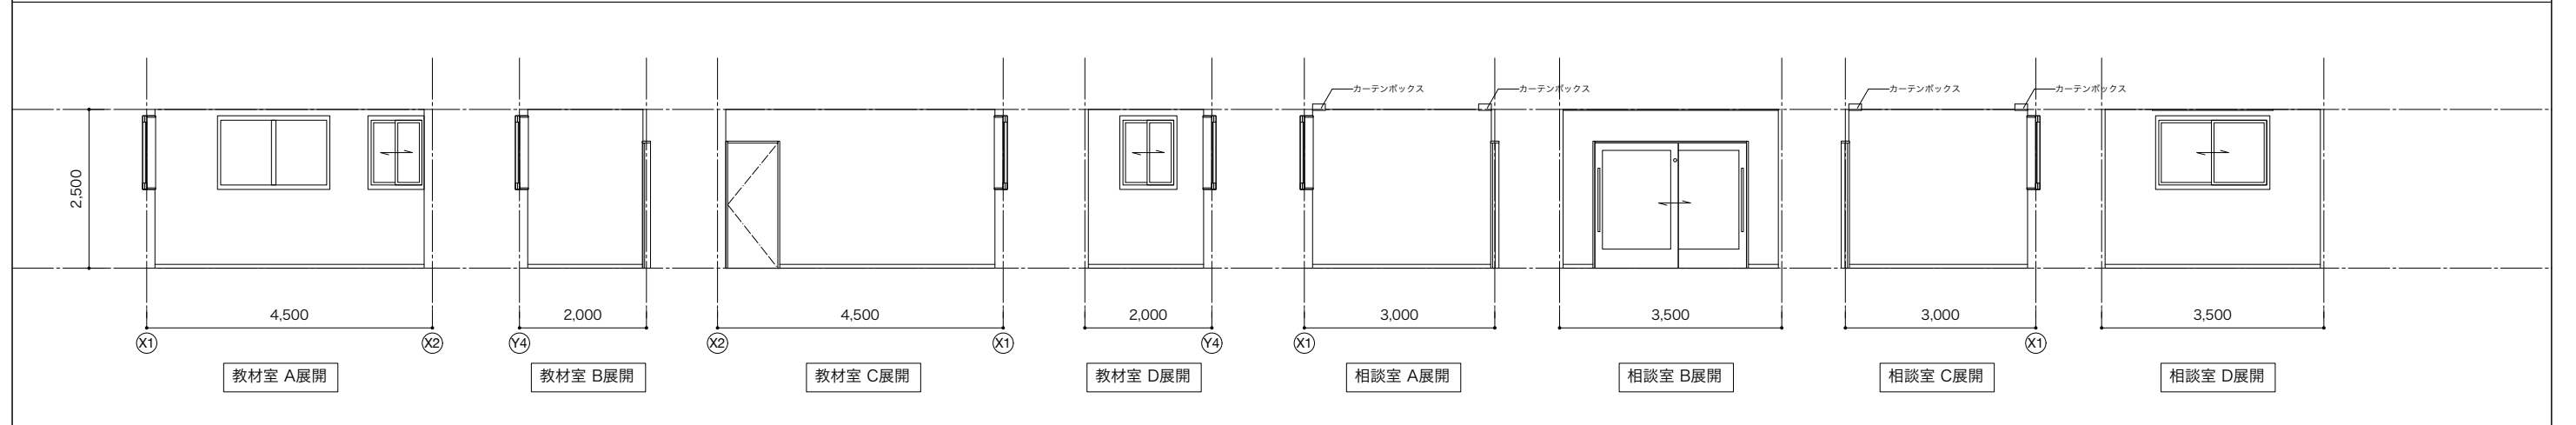 カーテンボックス
カーテンボックス
カーテンボックス
カーテンボックス
2,500
4,500
2,000
4,500
2,000
3,000
3,500
3,000
3,500
X1
X2
Y4
X2
X1
Y4
X1
X1
教材室 A展開
教材室 B展開
教材室 C展開
教材室 D展開
相談室 A展開
相談室 B展開
相談室 C展開
相談室 D展開